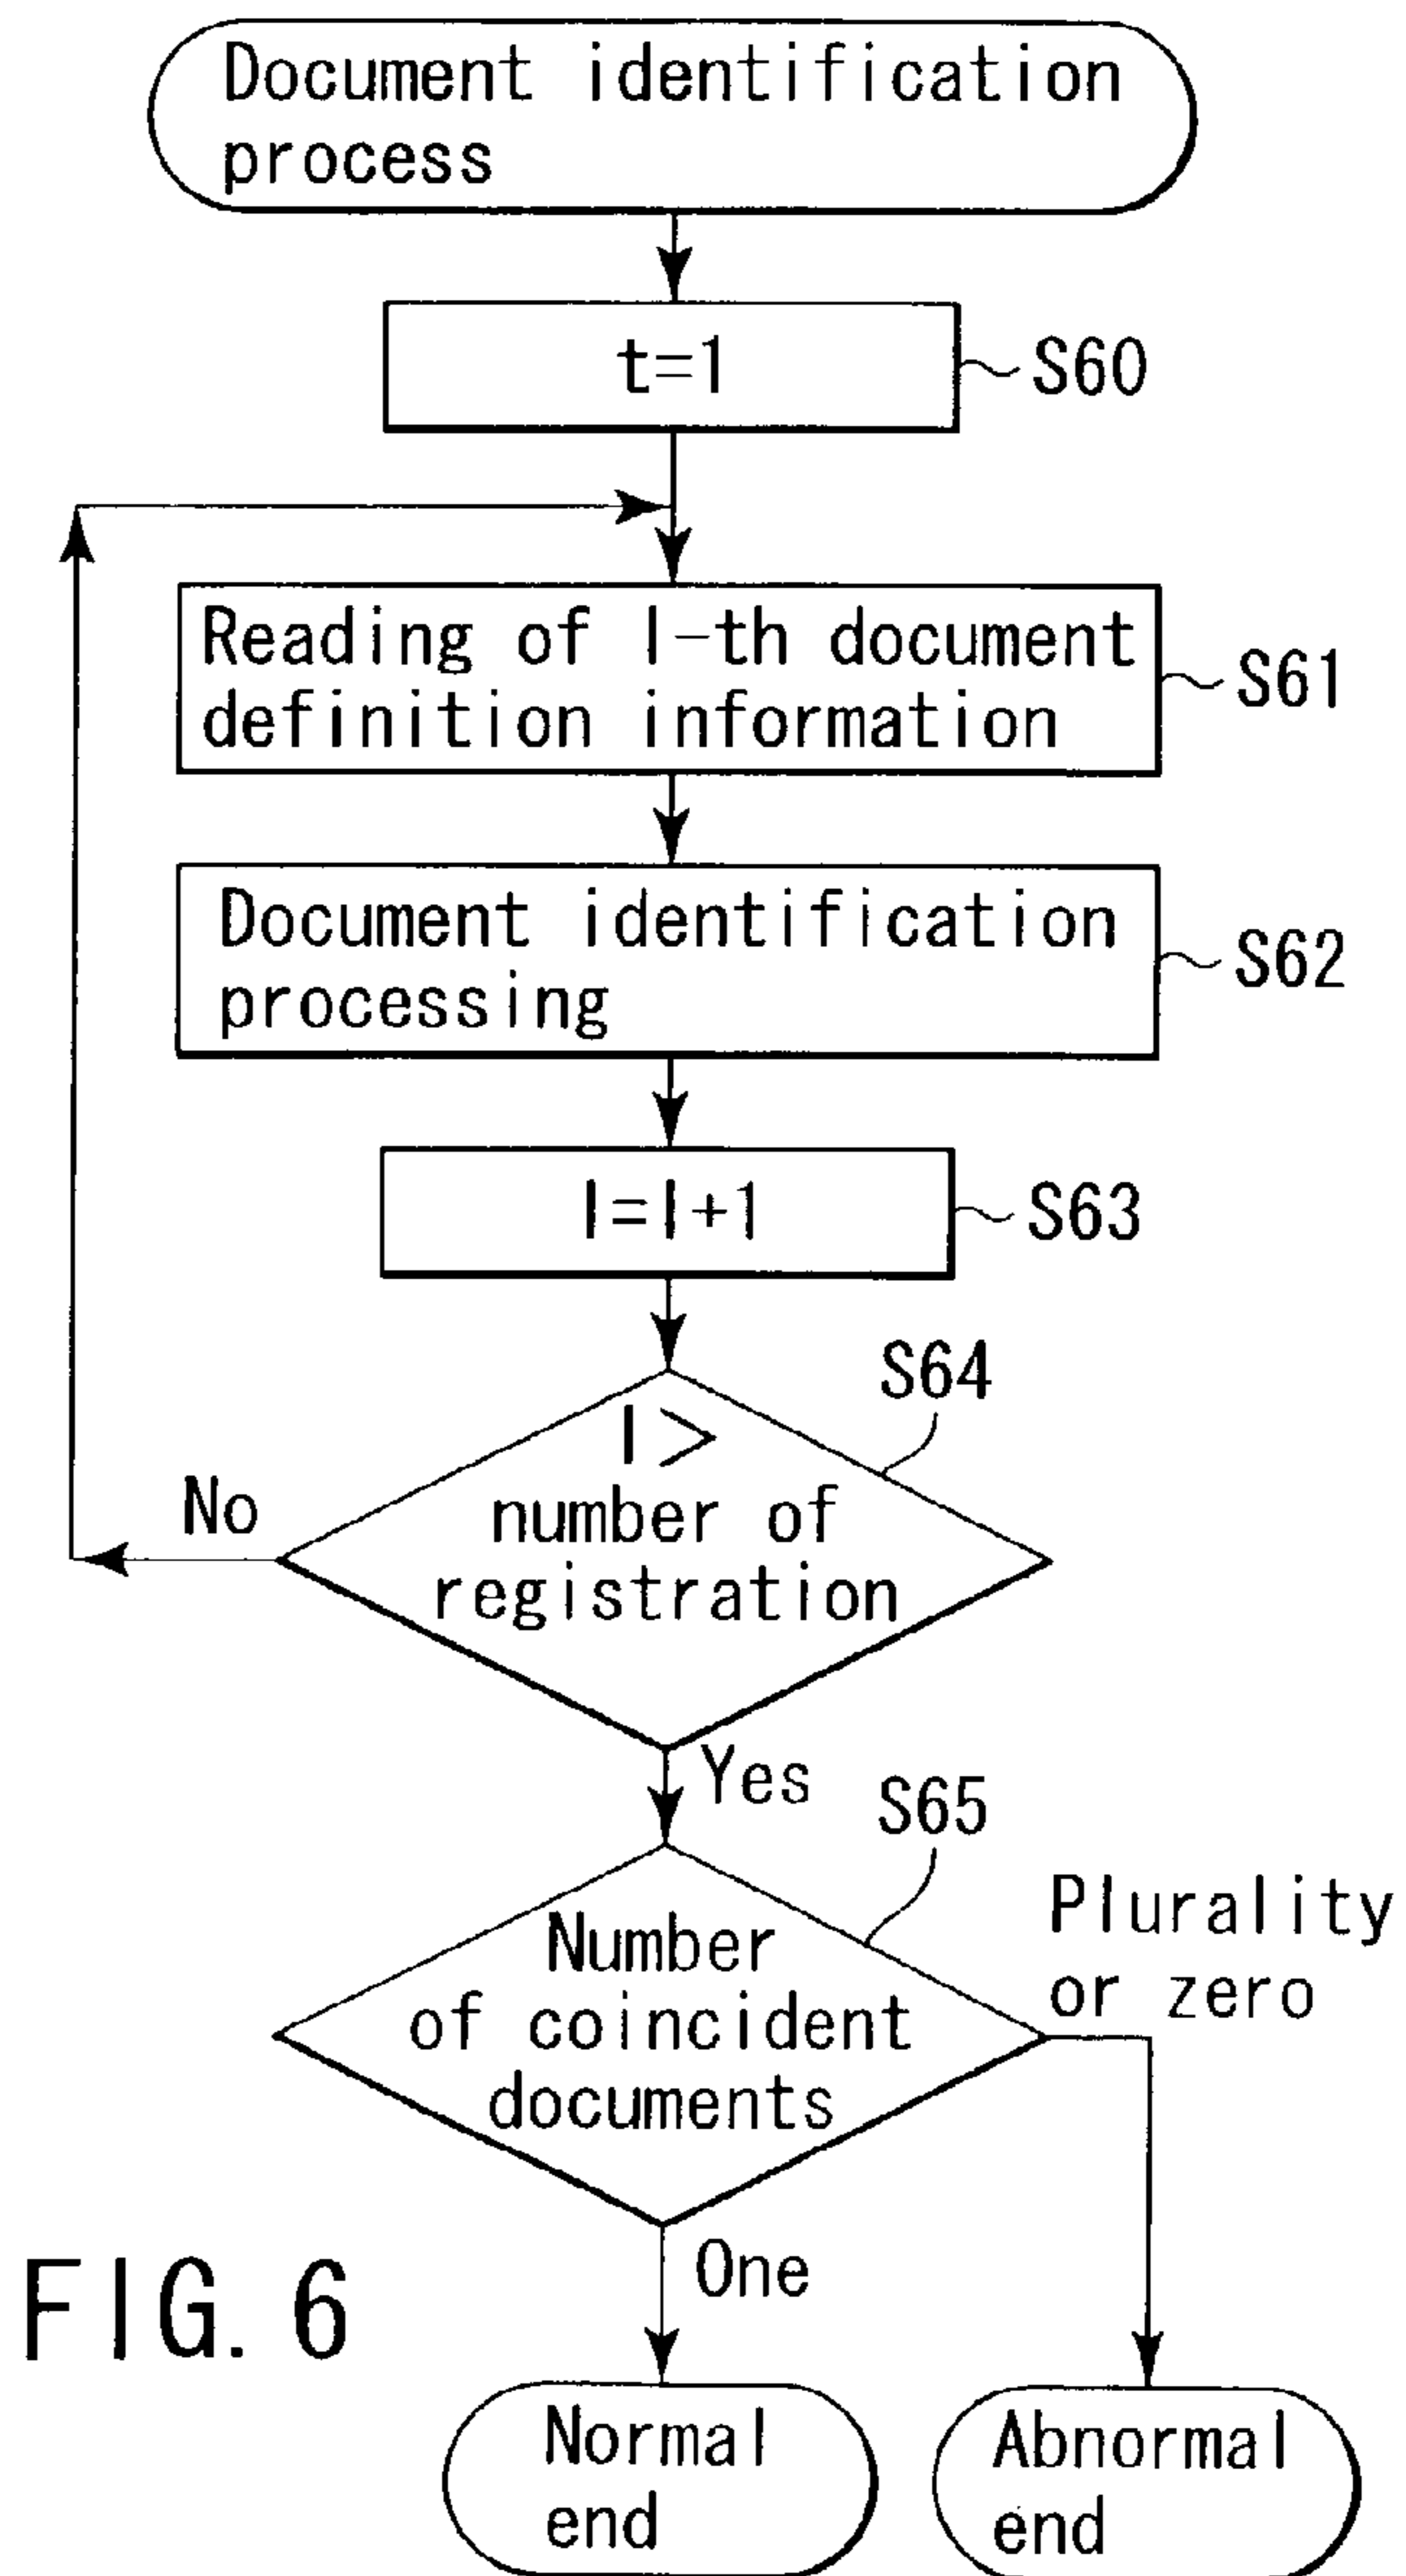 Document identification
process
t=1
S60
Reading of I-th document
definition information
S61
Document identification
processing
S62
I=I+1
S63
S64
I>
number of
registration
No
Yes
S65
Number
of coincident
documents
Plurality
or zero
One
FIG. 6
Normal
end
Abnormal
end